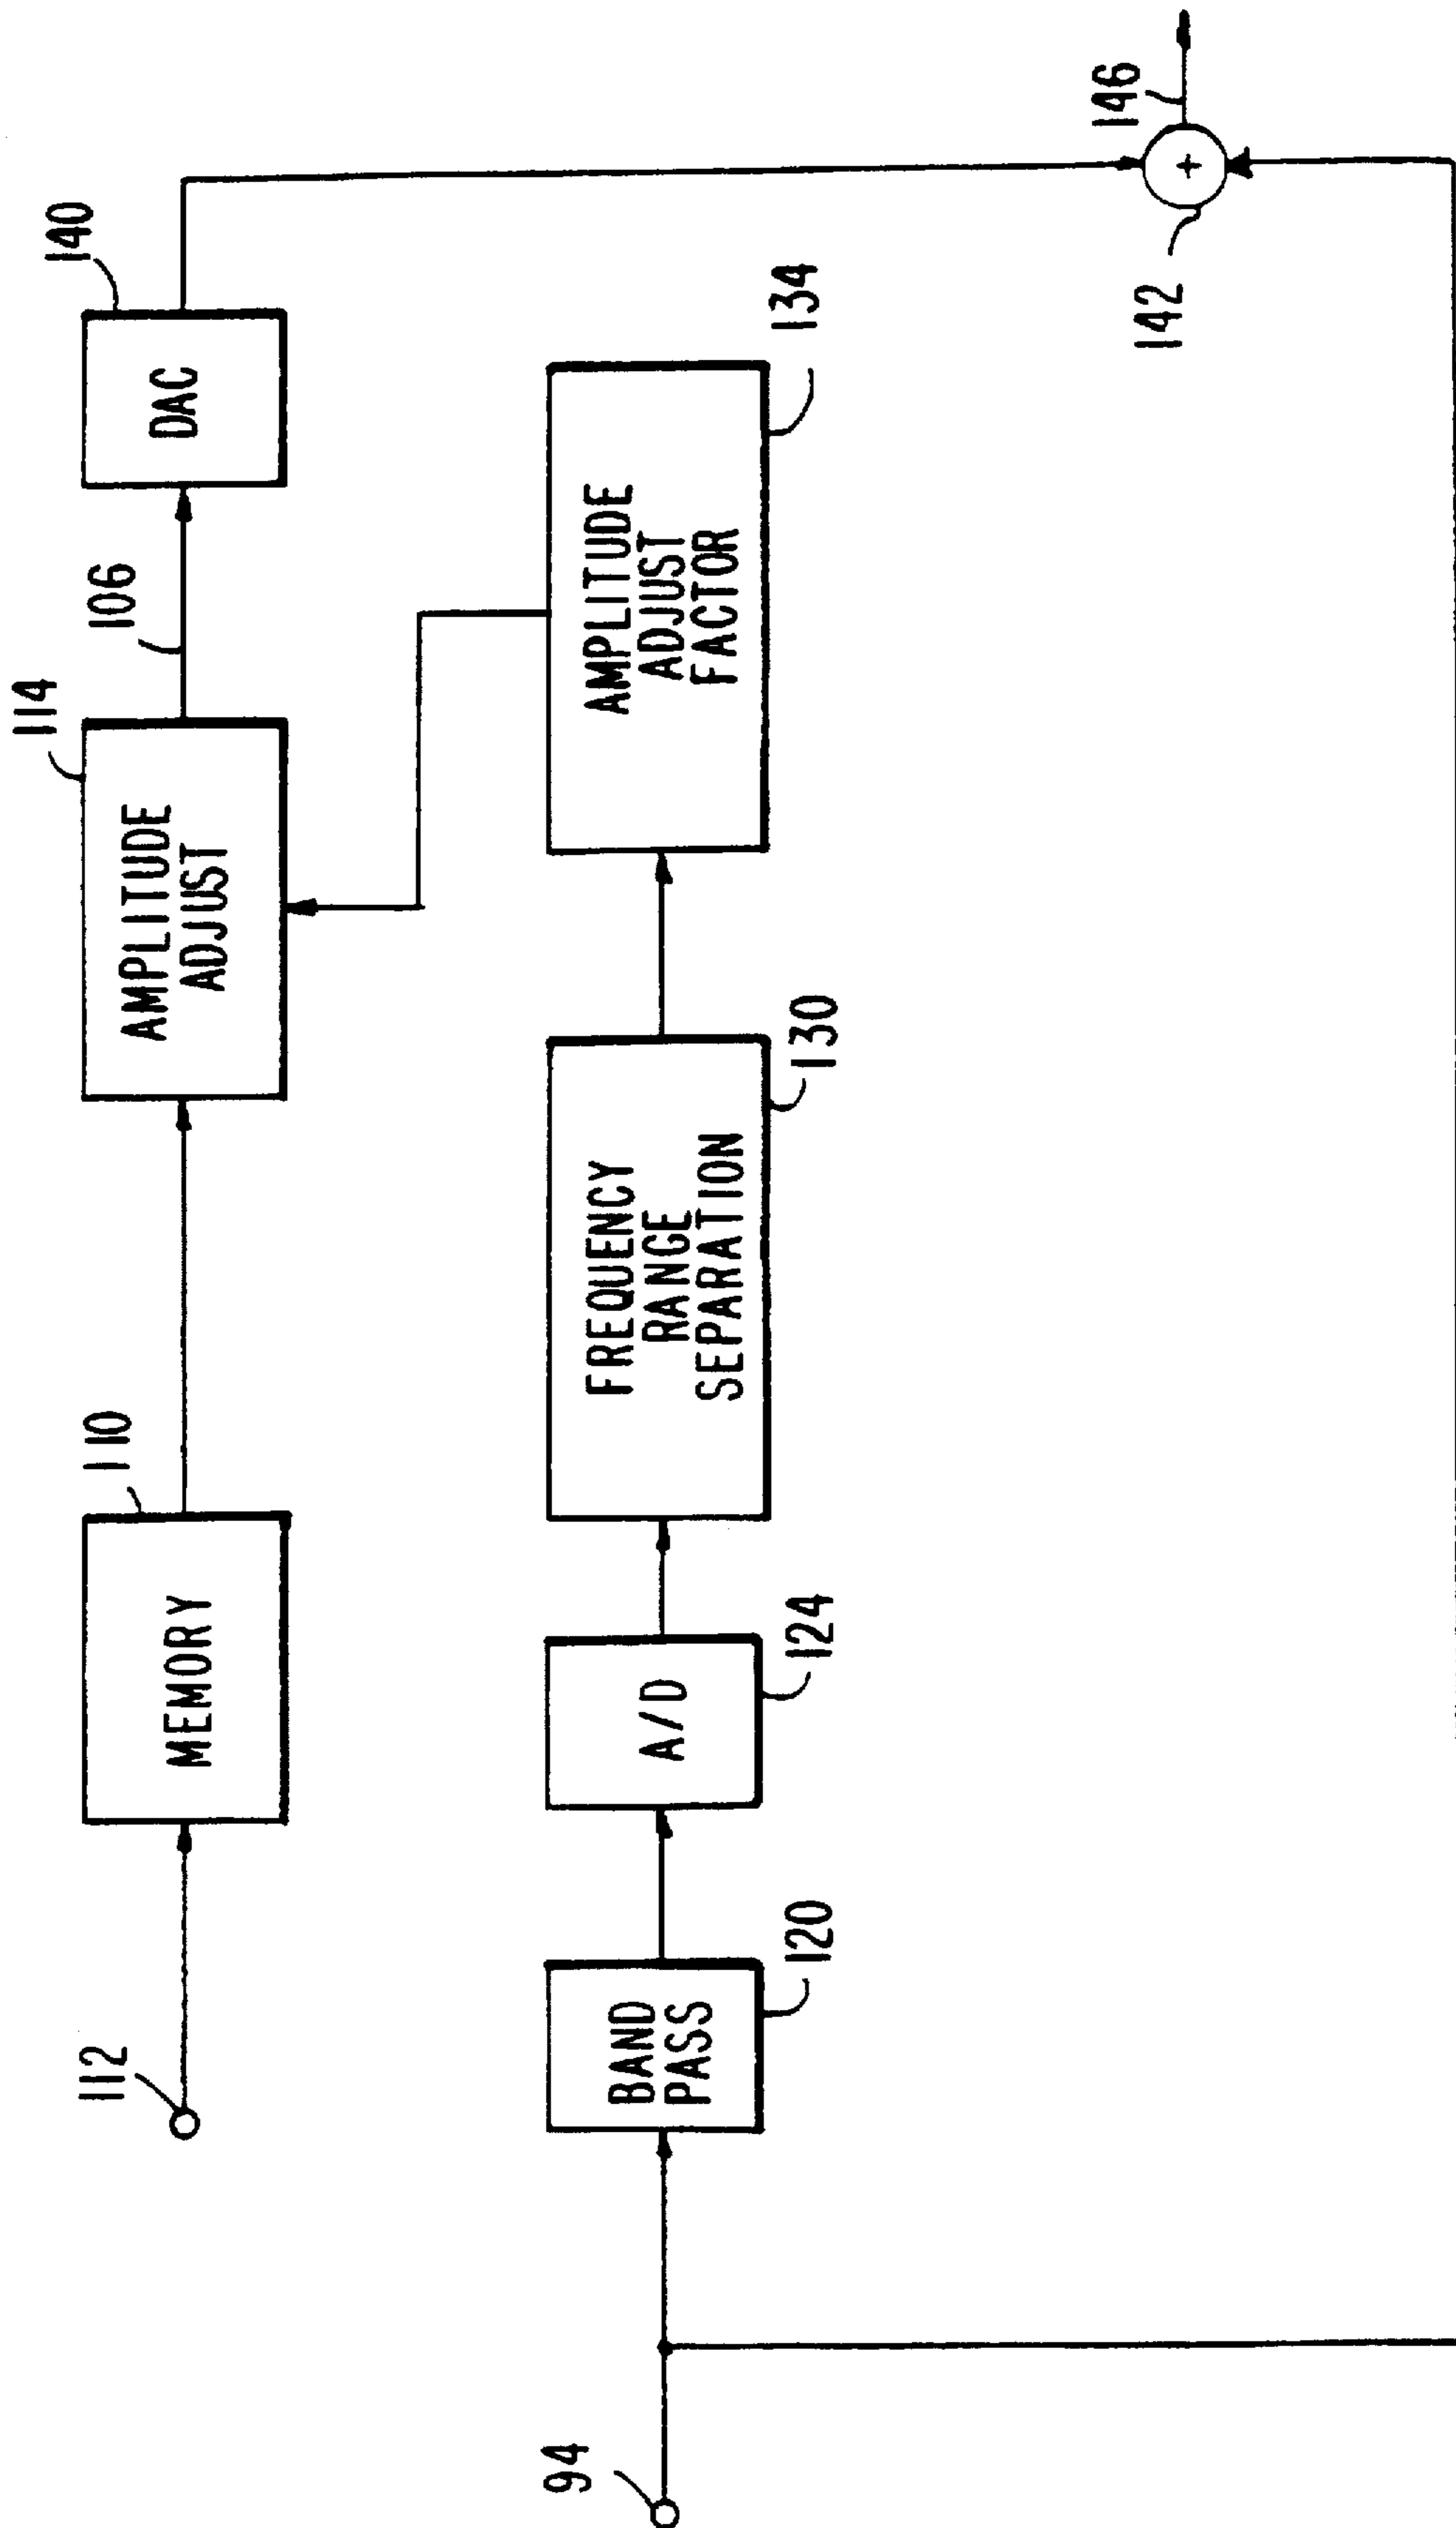 112
110
MEMORY
114
AMPLITUDE
ADJUST
106
140
DAC
94
120
BAND
PASS
124
A/D
130
FREQUENCY
RANGE
SEPARATION
134
AMPLITUDE
ADJUST
FACTOR
142
+
146